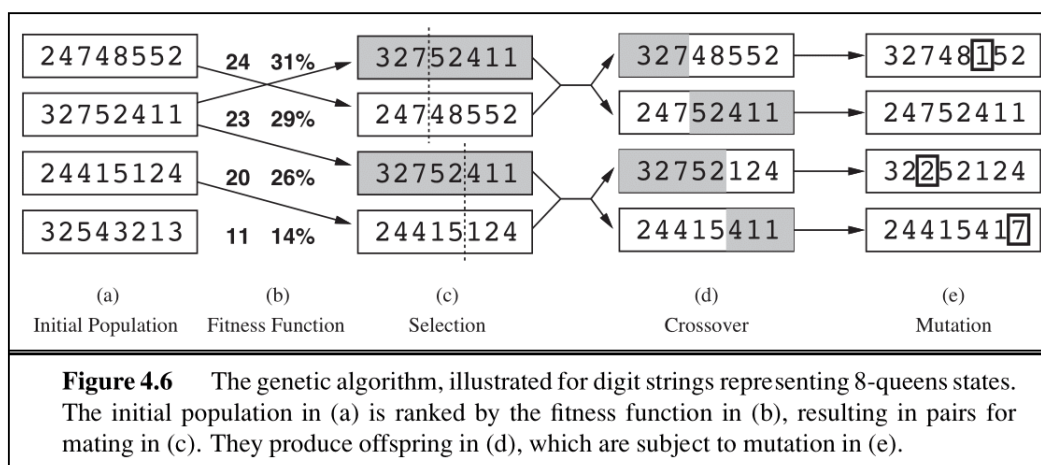 24748552 24 31% 32752411 32748552 32748152
32752411 23 29% 24748552 24752411 24752411
24415124 20 26% 32752411 32752124 32252124
32543213 11 14% 24415124 24415411 24415417
(a) (b) (c) (d) (e)
Initial Population Fitness Function Selection Crossover Mutation
Figure 4.6 The genetic algorithm, illustrated for digit strings representing 8-queens states.
The initial population in (a) is ranked by the fitness function in (b), resulting in pairs for
mating in (c). They produce offspring in (d), which are subject to mutation in (e).